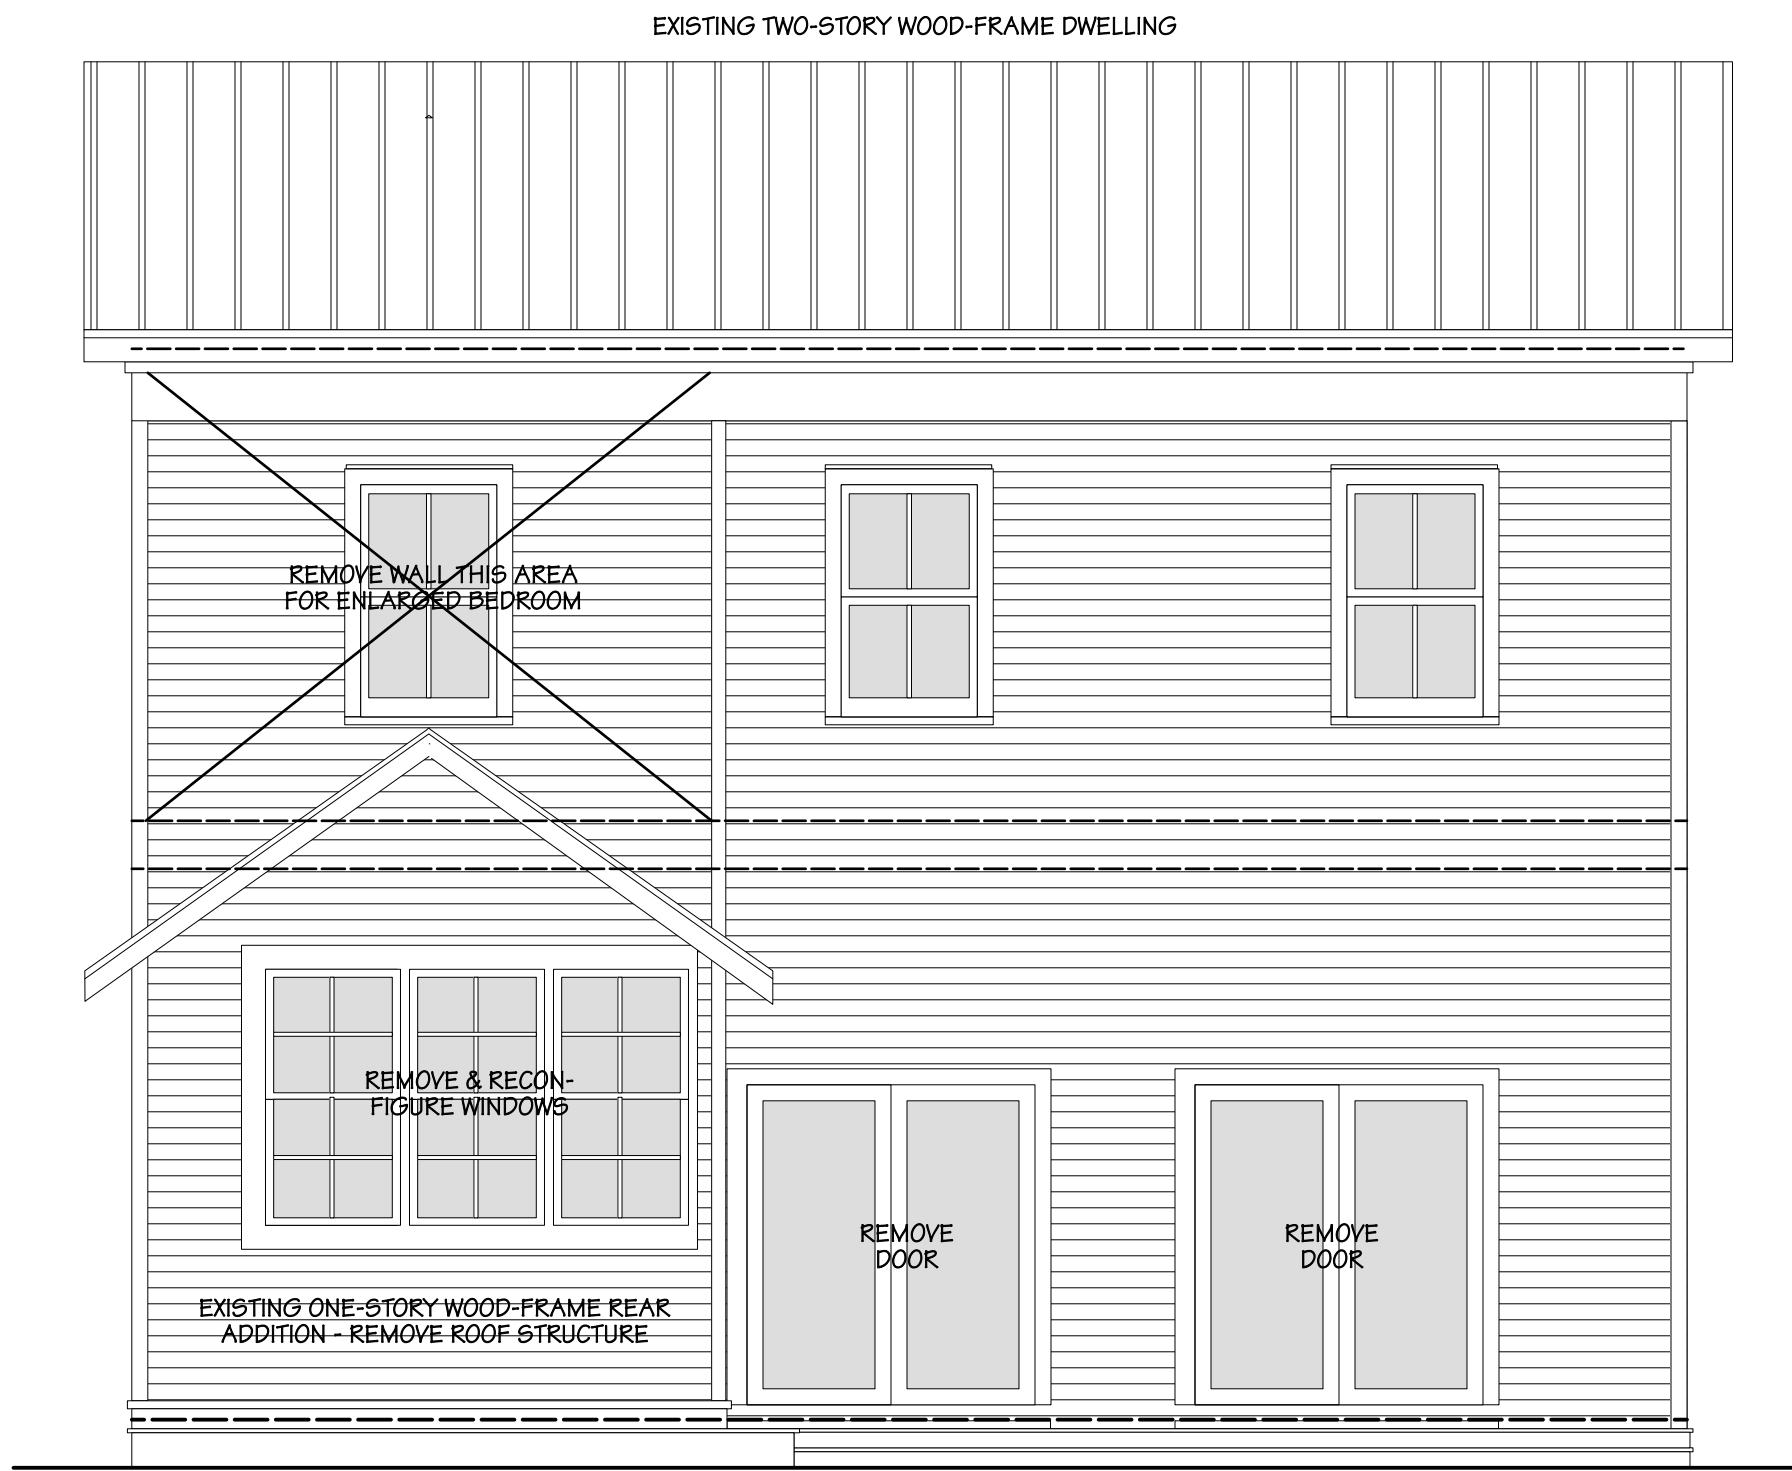 EXISTING TWO-STORY WOOD-FRAME DWELLING
REMOVE WALL THIS AREA
FOR ENLARGED BEDROOM
REMOVE & RECON-
FIGURE WINDOWS
REMOVE
DOOR
REMOVE
DOOR
EXISTING ONE-STORY WOOD-FRAME REAR
ADDITION - REMOVE ROOF STRUCTURE